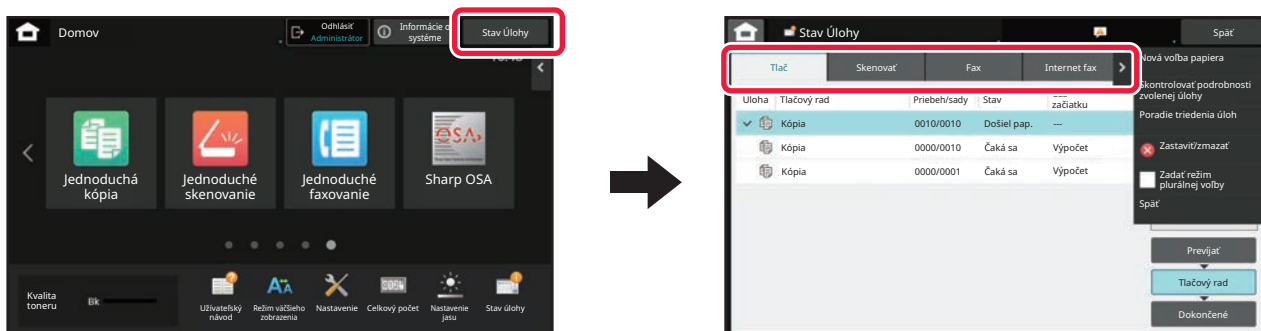 Domov
Odhlásiť
Administrátor
Informácie o
systéme
Stav Úlohy
Jednoduchá
kópia
Jednoduché
skenovanie
Jednoduché
faxovanie
Sharp OSA
Kvalita
toneru
Bk
Užívateľský
návod
Režim väčšieho
zobrazenia
Nastavenie
Celkový počet
Nastavenie
jasu
Stav úlohy
Stav Úlohy
Späť
Tlač
Skenovať
Fax
Internet fax
Nová voľba papiera
Skontrolovať podrobnosti
zvolenej úlohy
Poradie triedenia úloh
Zastaviť/zmazať
Zadať režim
plurálnej voľby
Späť
Uloha Tlačový rad Priebeh/sady Stav
začiatku
Kópia 0010/0010 Došiel pap. ---
Kópia 0000/0010 Čaká sa Výpočet
Kópia 0000/0001 Čaká sa Výpočet
Prevíjať
Tlačový rad
Dokončené